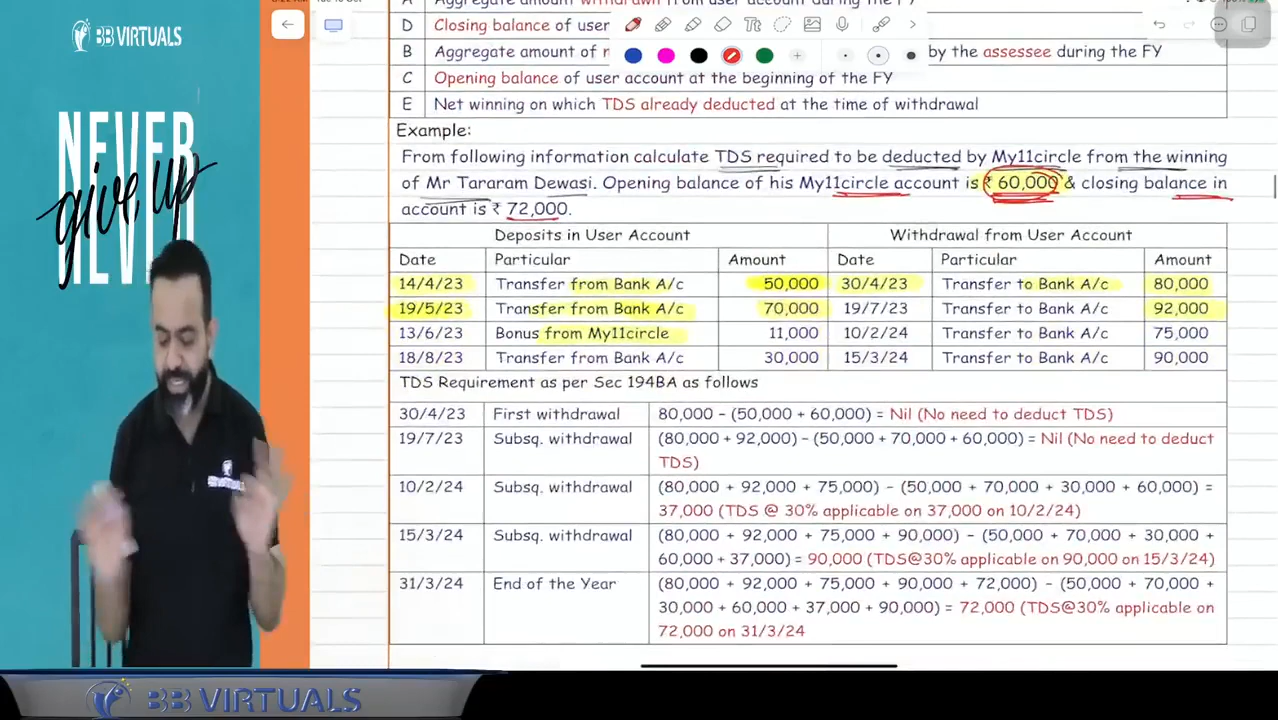 BB VIRTUALS
NEVER
give up
NEVER
A Aggregate amount withdrawn from user account during the FY
D Closing balance of user
B Aggregate amount of by the assessee during the FY
C Opening balance of user account at the beginning of the FY
E Net winning on which TDS already deducted at the time of withdrawal
Example:
From following information calculate TDS required to be deducted by My11circle from the winning
of Mr Tararam Dewasi. Opening balance of his My11circle account is ₹ 60,000 & closing balance in
account is ₹ 72,000.
Deposits in User Account Withdrawal from User Account
Date Particular Amount Date Particular Amount
14/4/23 Transfer from Bank A/c 50,000 30/4/23 Transfer to Bank A/c 80,000
19/5/23 Transfer from Bank A/c 70,000 19/7/23 Transfer to Bank A/c 92,000
13/6/23 Bonus from My11circle 11,000 10/2/24 Transfer to Bank A/c 75,000
18/8/23 Transfer from Bank A/c 30,000 15/3/24 Transfer to Bank A/c 90,000
TDS Requirement as per Sec 194BA as follows
30/4/23 First withdrawal 80,000 – (50,000 + 60,000) = Nil (No need to deduct TDS)
19/7/23 Subsq. withdrawal (80,000 + 92,000) – (50,000 + 70,000 + 60,000) = Nil (No need to deduct
TDS)
10/2/24 Subsq. withdrawal (80,000 + 92,000 + 75,000) – (50,000 + 70,000 + 30,000 + 60,000) =
37,000 (TDS @ 30% applicable on 37,000 on 10/2/24)
15/3/24 Subsq. withdrawal (80,000 + 92,000 + 75,000 + 90,000) – (50,000 + 70,000 + 30,000 +
60,000 + 37,000) = 90,000 (TDS@30% applicable on 90,000 on 15/3/24)
31/3/24 End of the Year (80,000 + 92,000 + 75,000 + 90,000 + 72,000) – (50,000 + 70,000 +
30,000 + 60,000 + 37,000 + 90,000) = 72,000 (TDS@30% applicable on
72,000 on 31/3/24
BB VIRTUALS